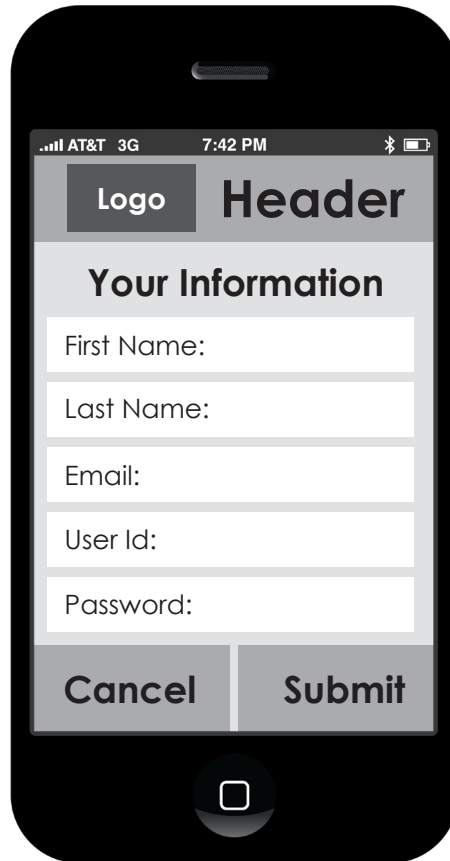 AT&T 3G 7:42 PM
Logo Header
Your Information
First Name:
Last Name:
Email:
User Id:
Password:
Cancel Submit